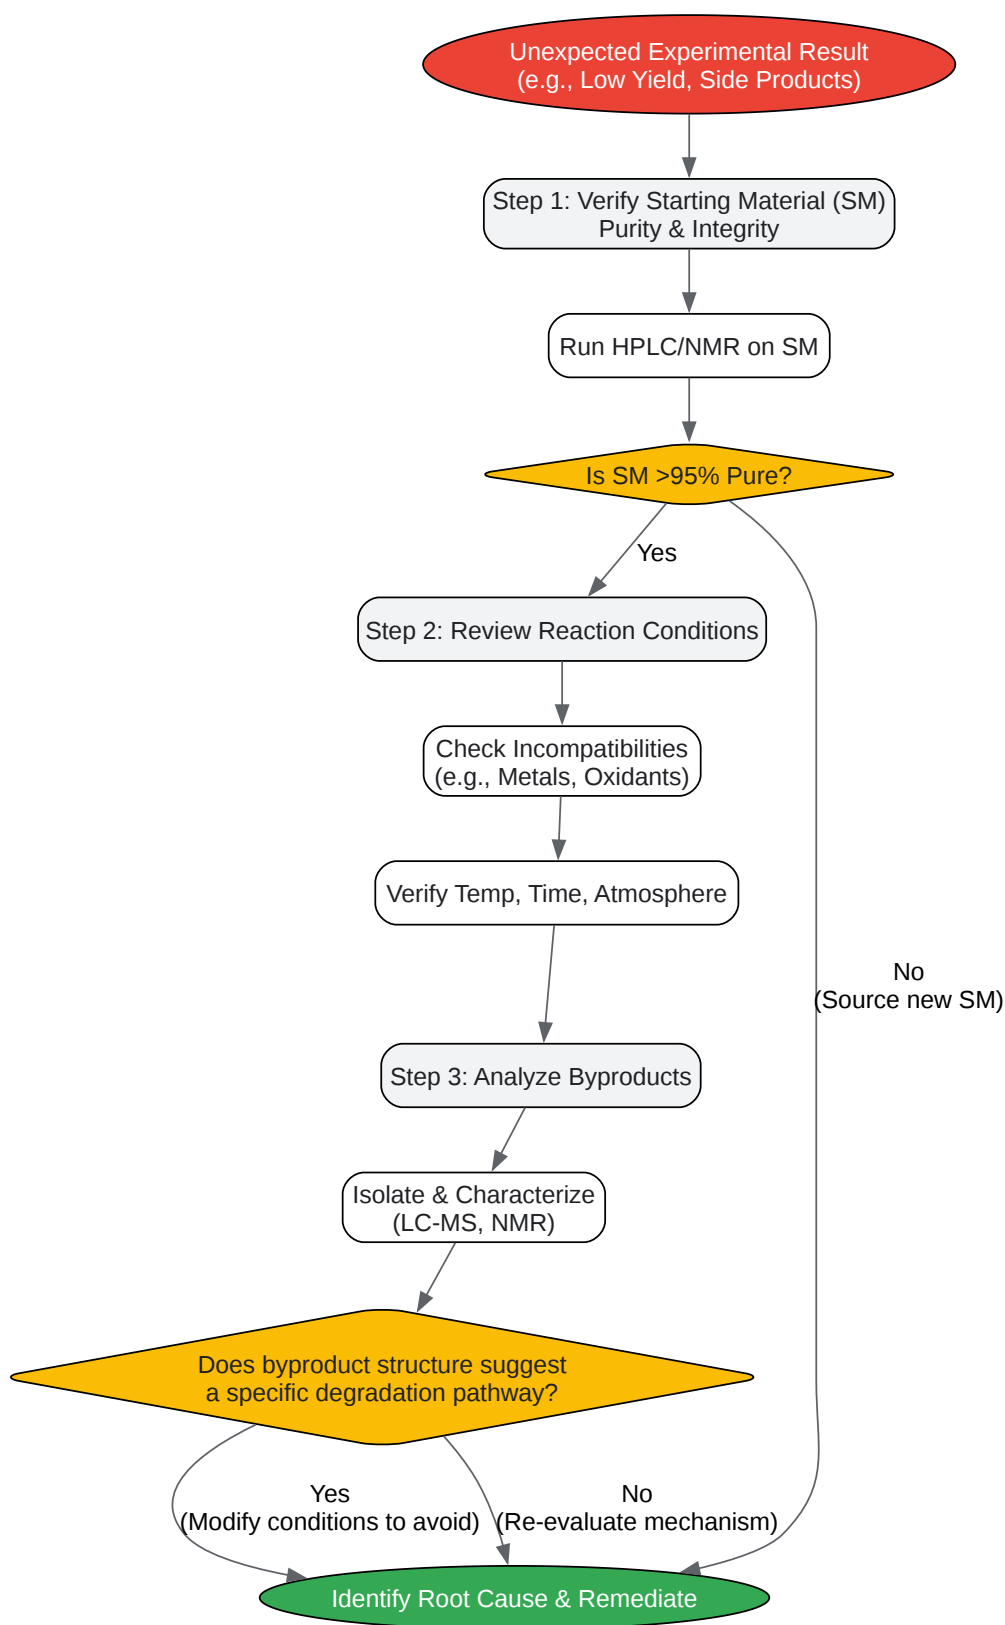 Unexpected Experimental Result
(e.g., Low Yield, Side Products)
Step 1: Verify Starting Material (SM)
Purity & Integrity
Run HPLC/NMR on SM
Is SM >95% Pure?
Yes
Step 2: Review Reaction Conditions
Check Incompatibilities
(e.g., Metals, Oxidants)
Verify Temp, Time, Atmosphere
No
(Source new SM)
Step 3: Analyze Byproducts
Isolate & Characterize
(LC-MS, NMR)
Does byproduct structure suggest
a specific degradation pathway?
Yes
(Modify conditions to avoid)
No
(Re-evaluate mechanism)
Identify Root Cause & Remediate